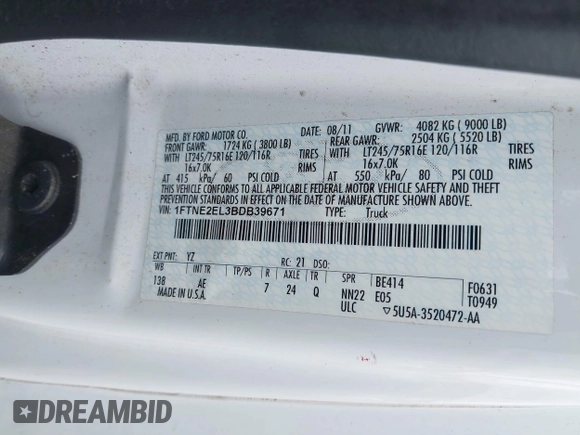 MFD. BY FORD MOTOR CO.
DATE: 08/11 GVWR: 4082 KG ( 9000 LB)
FRONT GAWR: 1724 KG ( 3800 LB) REAR GAWR: 2504 KG ( 5520 LB)
WITH LT245/75R16E 120/116R TIRES WITH LT245/75R16E 120/116R TIRES
16x7.0K RIMS 16x7.0K RIMS
AT 415 kPa/ 60 PSI COLD AT 550 kPa/ 80 PSI COLD
THIS VEHICLE CONFORMS TO ALL APPLICABLE FEDERAL MOTOR VEHICLE SAFETY AND THEFT
PREVENTION STANDARDS IN EFFECT ON THE DATE OF MANUFACTURE SHOWN ABOVE.
VIN: 1FTNE2EL3BDB39671 TYPE: Truck
EXT PNT: YZ RC: 21 DSO:
WB INT TR TP/PS R AXLE TR SPR BE414 F0631
138 AE 7 24 Q NN22 E05 T0949
MADE IN U.S.A. ULC ▽5U5A-3520472-AA
DREAMBID